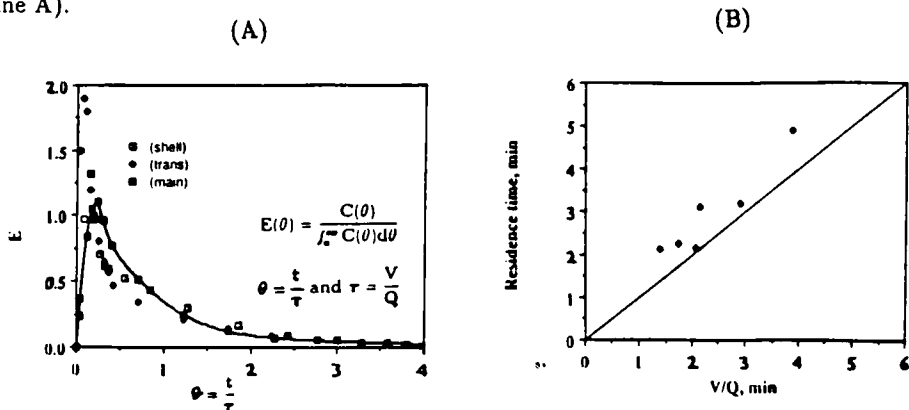 ne A).
(A)
(B)
2.0
1.5
1.0
0.5
0.0
E
(shell)
(trans)
(main)
E(θ) = C(θ) / ∫₀^∞ C(θ)dθ
θ = t/τ and τ = V/Q
0 1 2 3 4
θ = t/τ
6
5
4
3
2
1
0
Residence time, min
0 1 2 3 4 5 6
V/Q, min